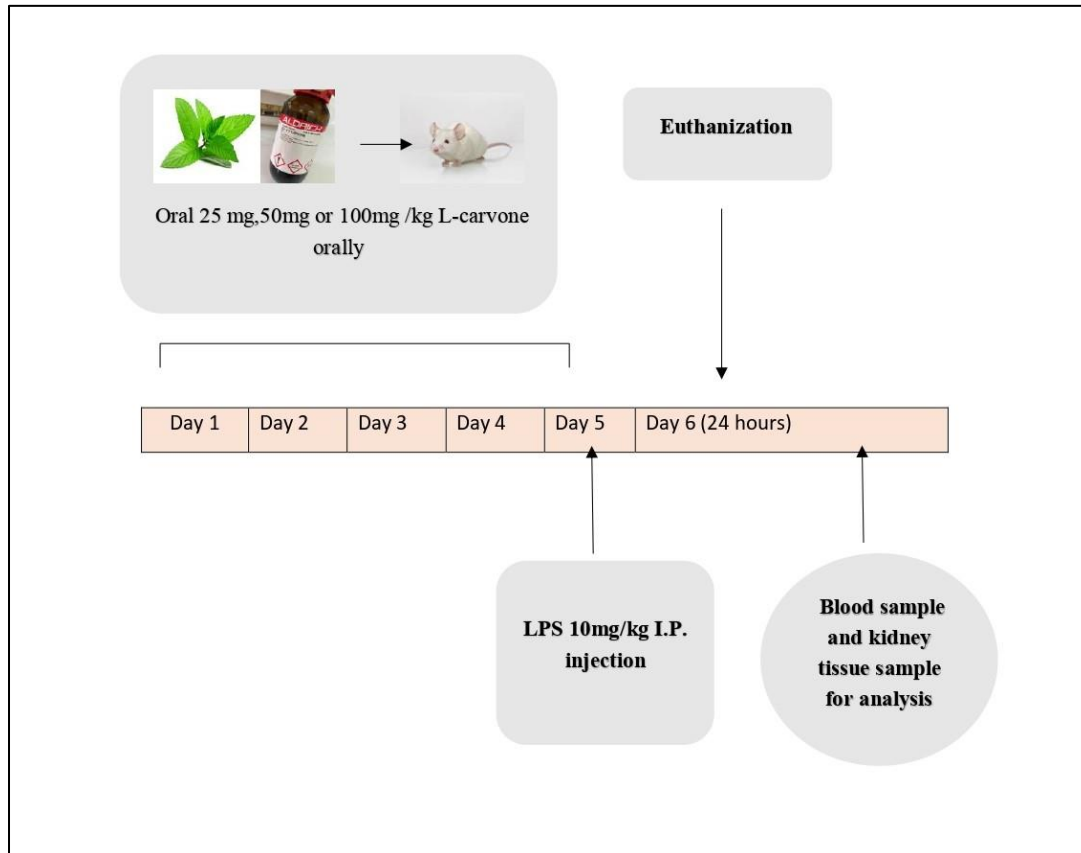 ALDRICH
Oral 25 mg,50mg or 100mg /kg L-carvone
orally
Euthanization
Day 1 Day 2 Day 3 Day 4 Day 5 Day 6 (24 hours)
LPS 10mg/kg I.P.
injection
Blood sample
and kidney
tissue sample
for analysis